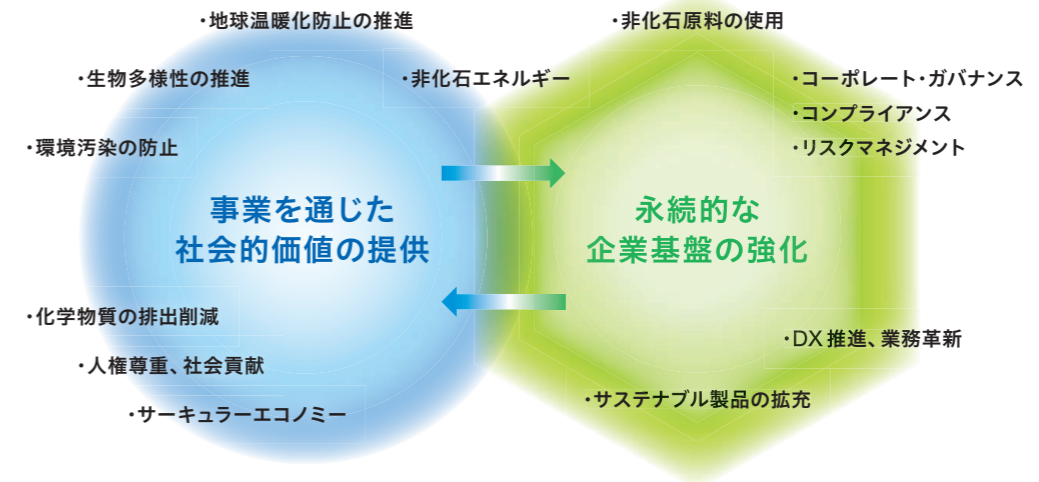 ・地球温暖化防止の推進
・非化石原料の使用
・生物多様性の推進
・非化石エネルギー
・コーポレート・ガバナンス
・コンプライアンス
・環境汚染の防止
・リスクマネジメント
事業を通じた
社会的価値の提供
永続的な
企業基盤の強化
・化学物質の排出削減
・DX 推進、業務革新
・人権尊重、社会貢献
・サステナブル製品の拡充
・サーキュラーエコノミー